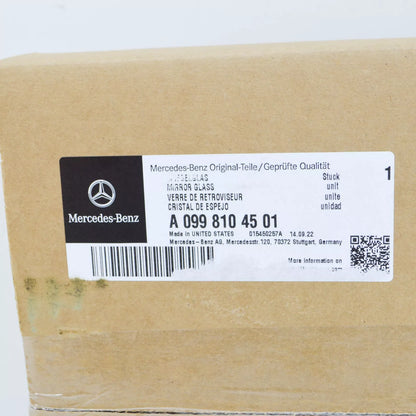 Mercedes-Benz Original-Teile/Geprüfte Qualität
Stuck 1
MIRROR GLASS unit
VERRE DE RETROVISEUR unite
CRISTAL DE ESPEJO unidad
Mercedes-Benz
A 099 810 45 01
Made in UNITED STATES 015450257A 14.09.22
Mercedes - Benz AG, Mercedesstr.120, 70372 Stuttgart, Germany
More information on